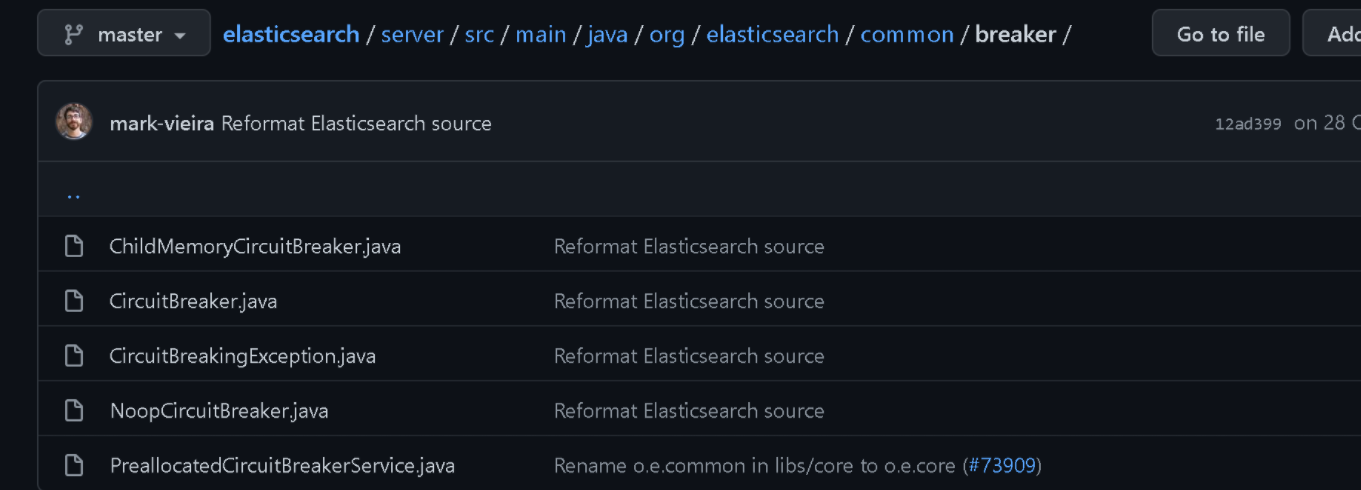 master elasticsearch / server / src / main / java / org / elasticsearch / common / breaker / Go to file
mark-vieira Reformat Elasticsearch source 12ad399 on 28
..
ChildMemoryCircuitBreaker.java Reformat Elasticsearch source
CircuitBreaker.java Reformat Elasticsearch source
CircuitBreakingException.java Reformat Elasticsearch source
NoopCircuitBreaker.java Reformat Elasticsearch source
PreallocatedCircuitBreakerService.java Rename o.e.common in libs/core to o.e.core (#73909)